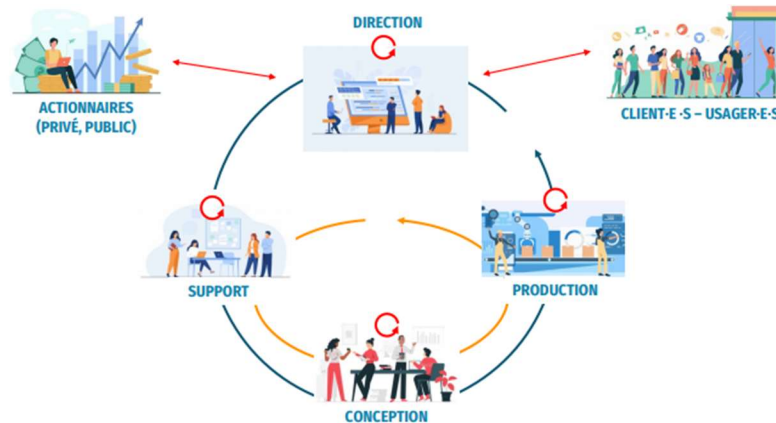 DIRECTION
ACTIONNAIRES
(PRIVÉ, PUBLIC)
CLIENT·E ·S – USAGER·E·S
SUPPORT
PRODUCTION
CONCEPTION